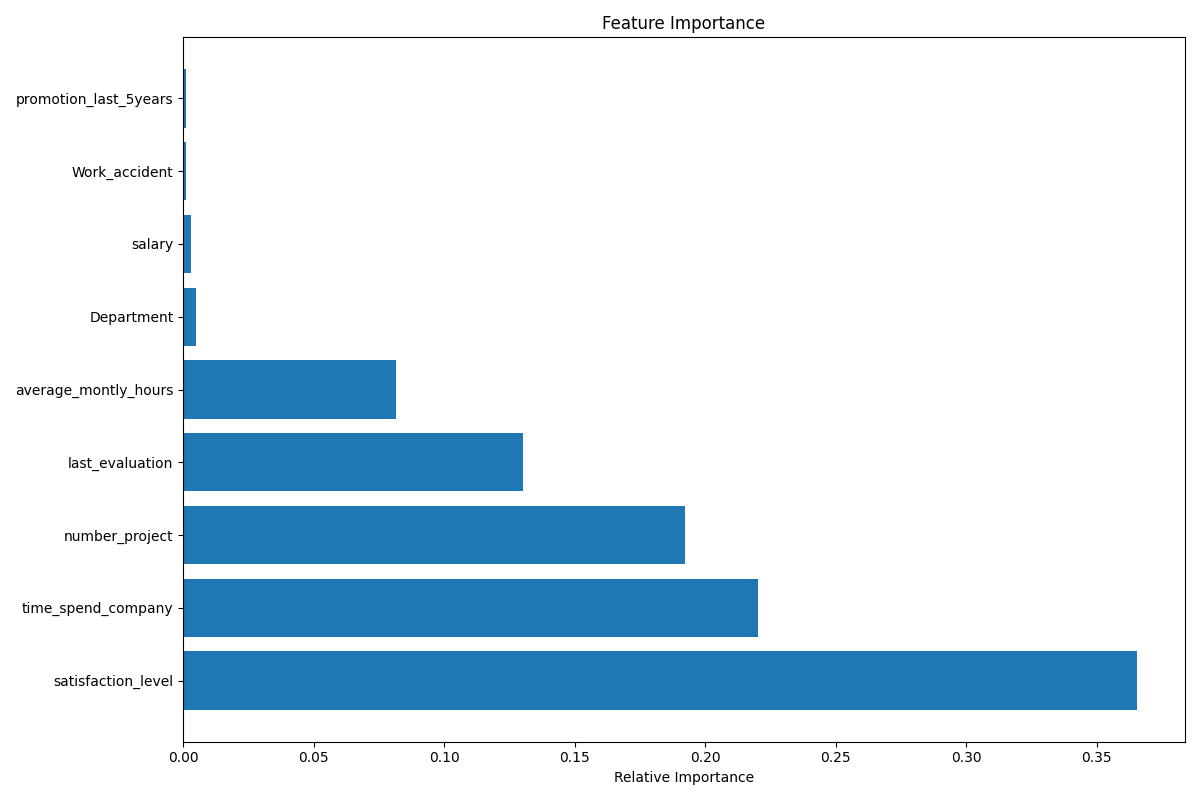 Feature Importance
promotion_last_5years
Work_accident
salary
Department
average_montly_hours
last_evaluation
number_project
time_spend_company
satisfaction_level
0.00 0.05 0.10 0.15 0.20 0.25 0.30 0.35
Relative Importance